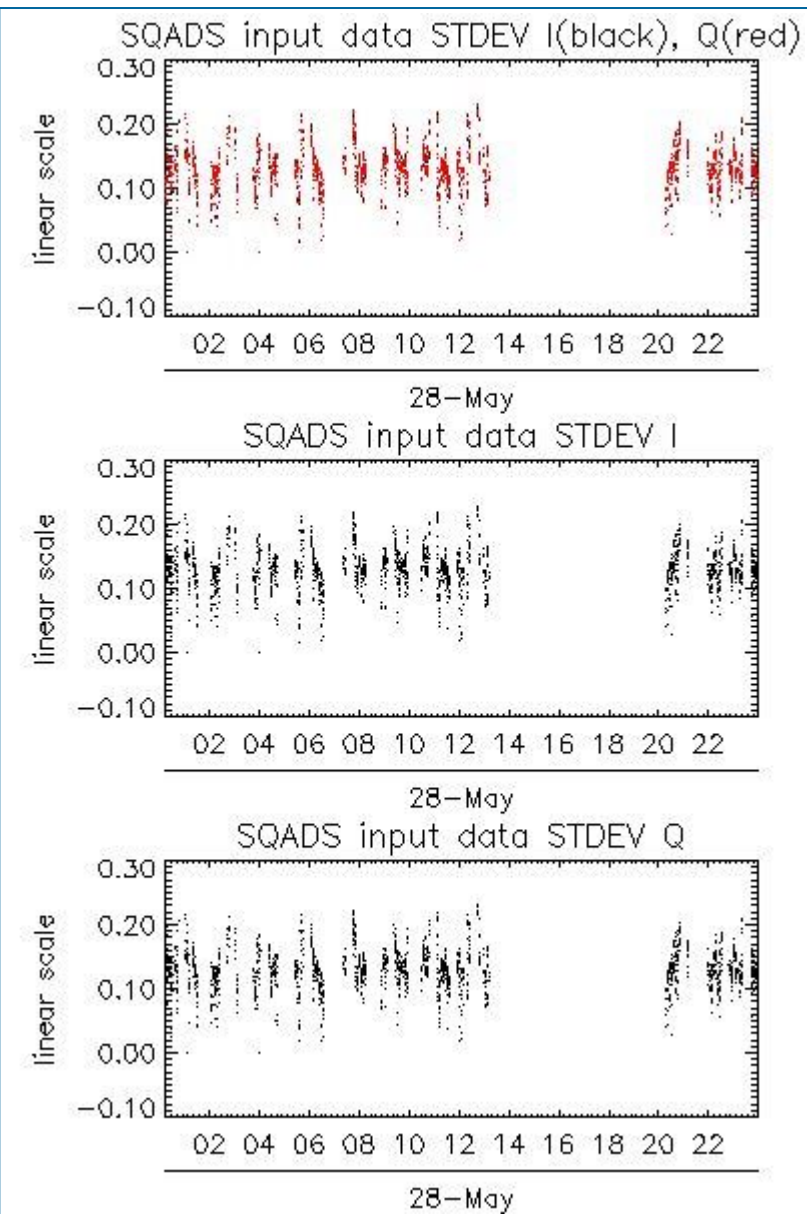 SQADS input data STDEV I(black), Q(red)
0.30
0.20
0.10
0.00
-0.10
linear scale
02 04 06 08 10 12 14 16 18 20 22
28-May
SQADS input data STDEV I
0.30
0.20
0.10
0.00
-0.10
linear scale
02 04 06 08 10 12 14 16 18 20 22
28-May
SQADS input data STDEV Q
0.30
0.20
0.10
0.00
-0.10
linear scale
02 04 06 08 10 12 14 16 18 20 22
28-May